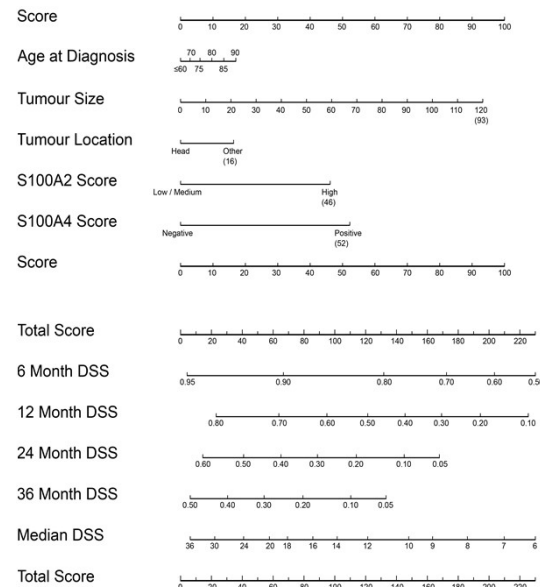 Score
0 10 20 30 40 50 60 70 80 90 100
Age at Diagnosis
70 80 90
≤60 75 85
Tumour Size
0 10 20 30 40 50 60 70 80 90 100 110 120
(93)
Tumour Location
Head Other
(16)
S100A2 Score
Low / Medium High
(46)
S100A4 Score
Negative Positive
(52)
Score
0 10 20 30 40 50 60 70 80 90 100
Total Score
0 20 40 60 80 100 120 140 160 180 200 220
6 Month DSS
0.95 0.90 0.80 0.70 0.60 0.50
12 Month DSS
0.80 0.70 0.60 0.50 0.40 0.30 0.20 0.10
24 Month DSS
0.60 0.50 0.40 0.30 0.20 0.10 0.05
36 Month DSS
0.50 0.40 0.30 0.20 0.10 0.05
Median DSS
36 30 24 20 18 16 14 12 10 9 8 7 6
Total Score
0 20 40 60 80 100 120 140 160 180 200 220